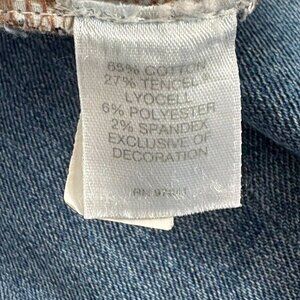 65% COTTON
27% TENCEL®
LYOCELL
6% POLYESTER
2% SPANDEX
EXCLUSIVE OF
DECORATION
RN